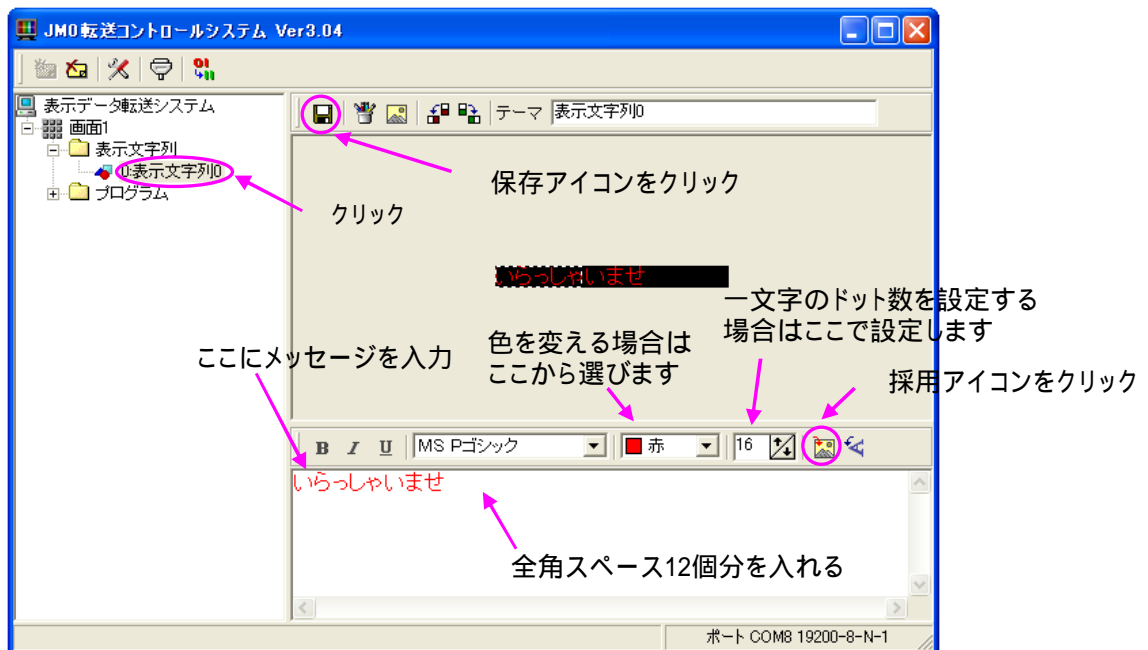 JM0転送コントロールシステム Ver3.04
表示データ転送システム
画面1
表示文字列
0:表示文字列0
プログラム
テーマ 表示文字列0
保存アイコンをクリック
クリック
いらっしゃいませ
一文字のドット数を設定する
場合はここで設定します
色を変える場合は
ここから選びます
ここにメッセージを入力
採用アイコンをクリック
B I U MS Pゴシック 赤 16
いらっしゃいませ
全角スペース12個分を入れる
ポート COM8 19200-8-N-1